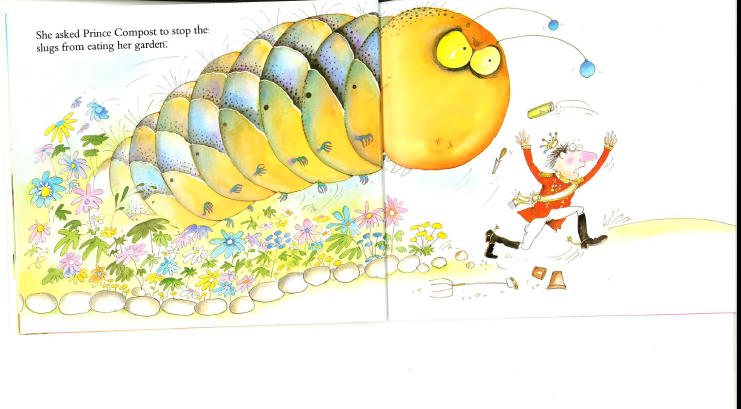 She asked Prince Compost to stop the
slugs from eating her garden.